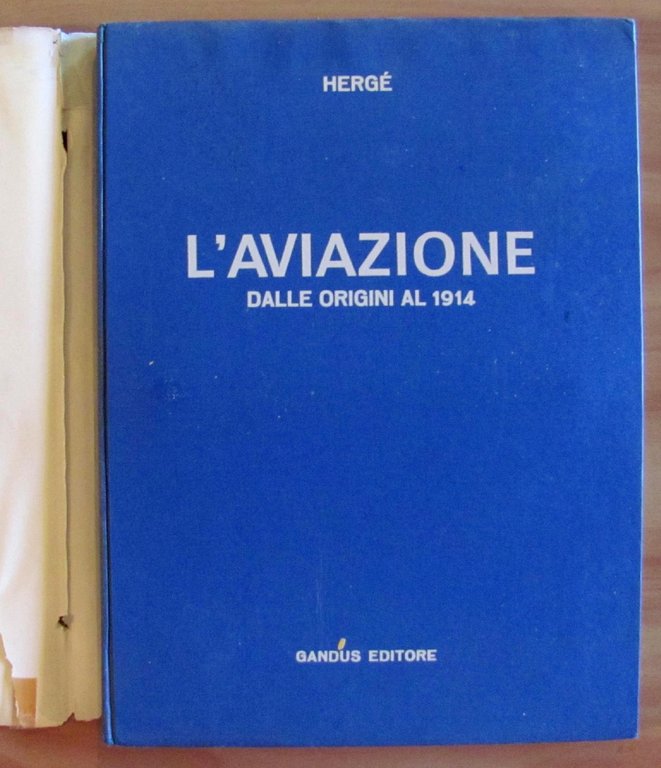 HERGÉ
L'AVIAZIONE
DALLE ORIGINI AL 1914
GANDUS EDITORE